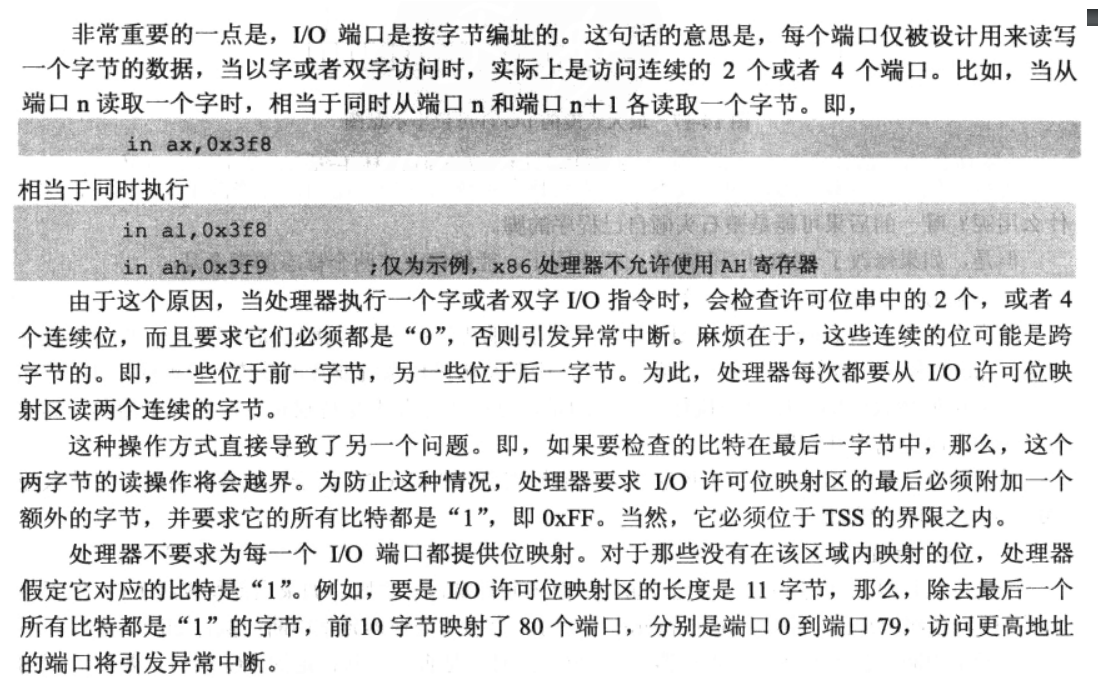 非常重要的一点是，I/O 端口是按字节编址的。这句话的意思是，每个端口仅被设计用来读写
一个字节的数据，当以字或者双字访问时，实际上是访问连续的 2 个或者 4 个端口。比如，当从
端口 n 读取一个字时，相当于同时从端口 n 和端口 n＋1 各读取一个字节。即，
in ax,0x3f8
相当于同时执行
in al,0x3f8
in ah,0x3f9 ;仅为示例，x86 处理器不允许使用 AH 寄存器
由于这个原因，当处理器执行一个字或者双字 I/O 指令时，会检查许可位串中的 2 个，或者 4
个连续位，而且要求它们必须都是“0”，否则引发异常中断。麻烦在于，这些连续的位可能是跨
字节的。即，一些位于前一字节，另一些位于后一字节。为此，处理器每次都要从 I/O 许可位映
射区读两个连续的字节。
这种操作方式直接导致了另一个问题。即，如果要检查的比特在最后一字节中，那么，这个
两字节的读操作将会越界。为防止这种情况，处理器要求 I/O 许可位映射区的最后必须附加一个
额外的字节，并要求它的所有比特都是“1”，即 0xFF。当然，它必须位于 TSS 的界限之内。
处理器不要求为每一个 I/O 端口都提供位映射。对于那些没有在该区域内映射的位，处理器
假定它对应的比特是“1”。例如，要是 I/O 许可位映射区的长度是 11 字节，那么，除去最后一个
所有比特都是“1”的字节，前 10 字节映射了 80 个端口，分别是端口 0 到端口 79，访问更高地址
的端口将引发异常中断。